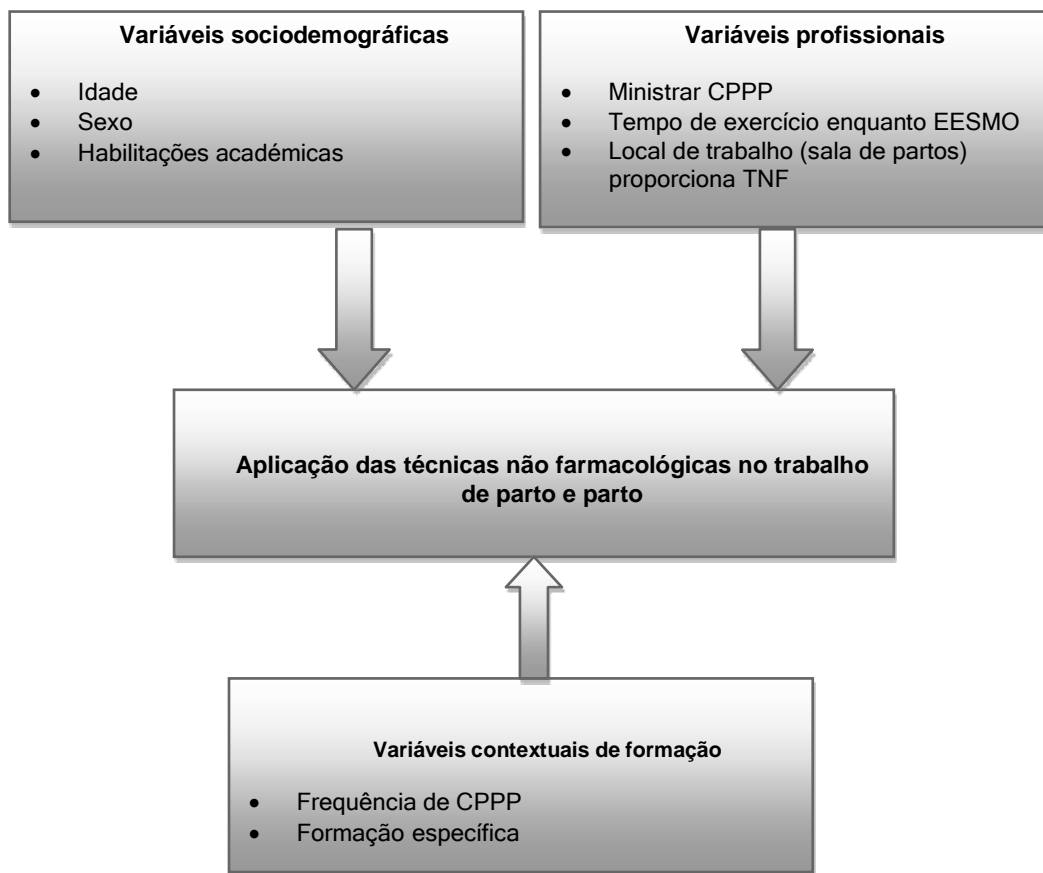 Variáveis sociodemográficas
• Idade
• Sexo
• Habilitações académicas
Variáveis profissionais
• Ministrar CPPP
• Tempo de exercício enquanto EESMO
• Local de trabalho (sala de partos)
proporciona TNF
Aplicação das técnicas não farmacológicas no trabalho
de parto e parto
Variáveis contextuais de formação
• Frequência de CPPP
• Formação específica